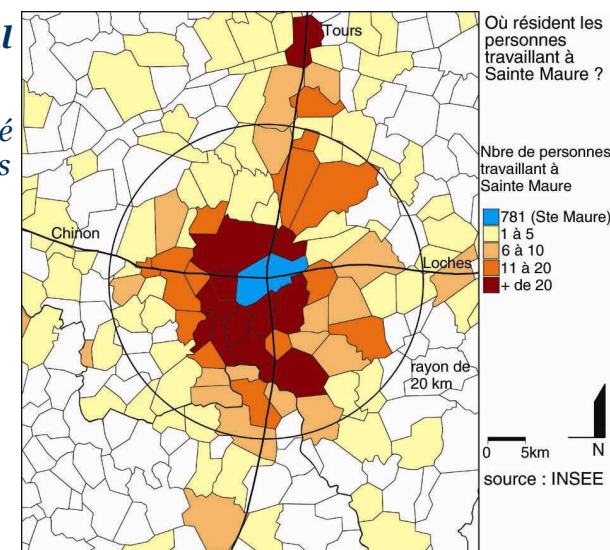 l
é
s
Tours
Chinon
Loches
rayon de
20 km
Où résident les
personnes
travaillant à
Sainte Maure ?
Nbre de personnes
travaillant à
Sainte Maure
781 (Ste Maure)
1 à 5
6 à 10
11 à 20
+ de 20
0 5km
N
source : INSEE